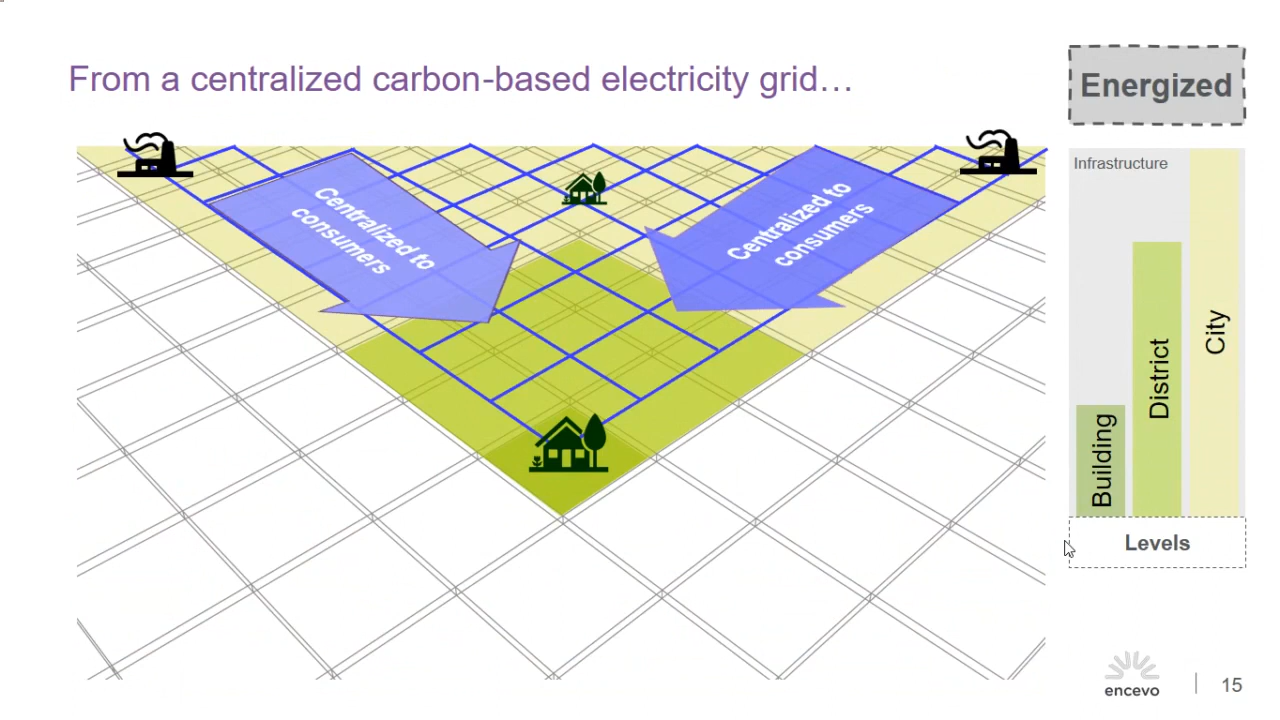 From a centralized carbon-based electricity grid…
Energized
Centralized to
consumers
Centralized to
consumers
Infrastructure
Building
District
City
Levels
encevo
15